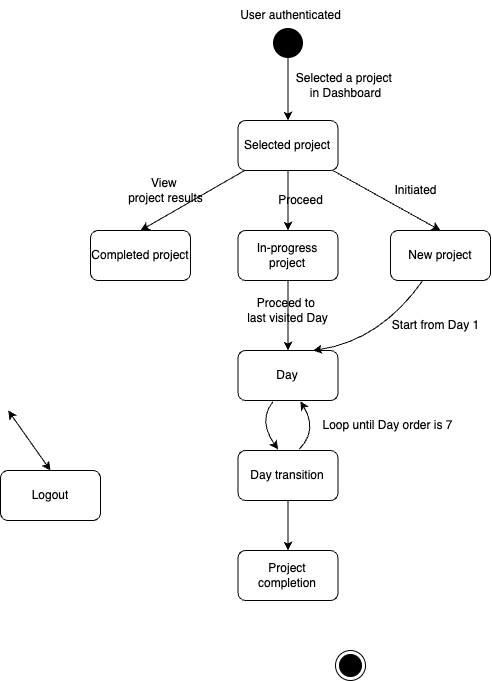 User authenticated
Selected a project
in Dashboard
Selected project
View
project results
Proceed
Initiated
Completed project
In-progress
project
New project
Proceed to
last visited Day
Start from Day 1
Day
Loop until Day order is 7
Day transition
Logout
Project
completion